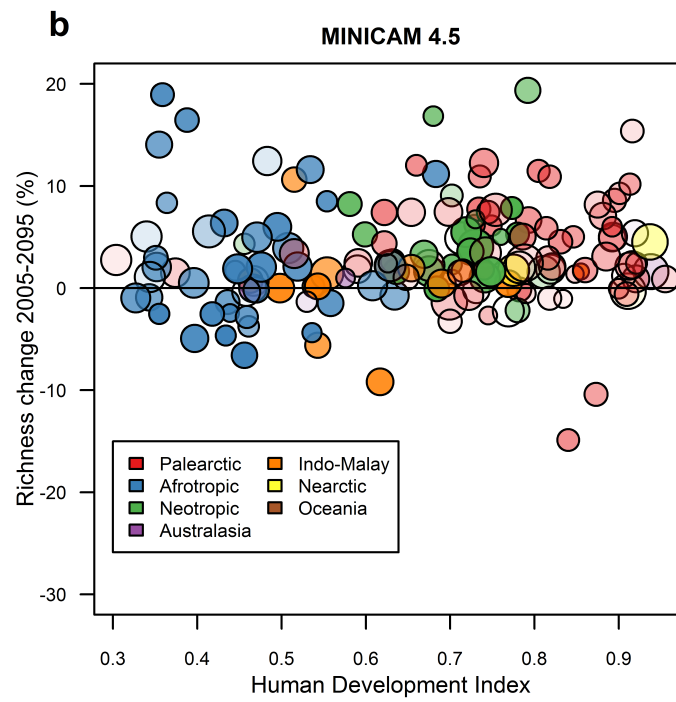 b
MINICAM 4.5
Richness change 2005-2095 (%)
20
10
0
-10
-20
-30
Palearctic
Indo-Malay
Afrotropic
Nearctic
Neotropic
Oceania
Australasia
0.3 0.4 0.5 0.6 0.7 0.8 0.9
Human Development Index